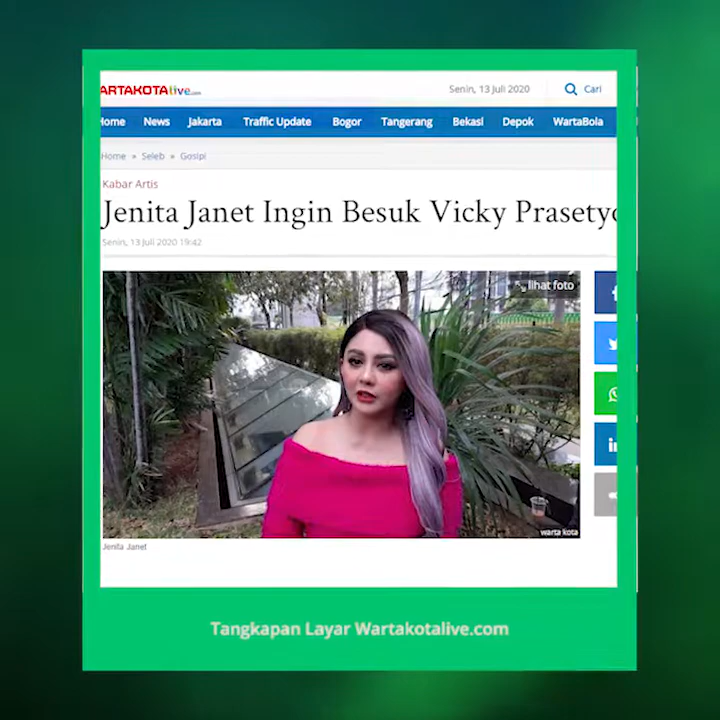 ARTAKOTAlive.com
Senin, 13 Juli 2020
Cari
Home News Jakarta Traffic Update Bogor Tangerang Bekasi Depok WartaBola
Home » Seleb » Gosipi
Kabar Artis
Jenita Janet Ingin Besuk Vicky Prasetyo
Senin, 13 Juli 2020 19:42
lihat foto
warta kota
Jenita Janet
Tangkapan Layar Wartakotalive.com